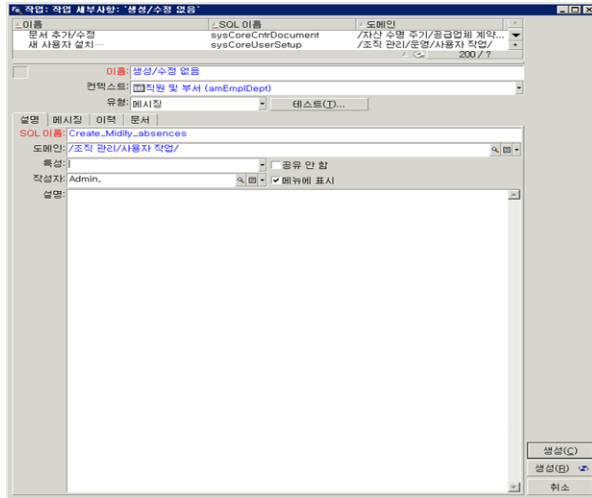 작업: 작업 세부사항: '생성/수정 없음'
이름 SQL 이름 도메인
문서 추가/수정 sysCoreCntrDocument /자산 수명 주기/공급업체 계약...
새 사용자 설치… sysCoreUserSetup /조직 관리/운영/사용자 작업/
200 / ?
이름: 생성/수정 없음
컨텍스트: 직원 및 부서 (amEmplDept)
유형: 메시징 테스트(T)...
설명 메시징 이력 문서
SQL 이름: Create_Midify_absences
도메인: /조직 관리/사용자 작업/
특성: 공유 안 함
작성자: Admin, 메뉴에 표시
설명:
생성(C)
생성(R)
취소